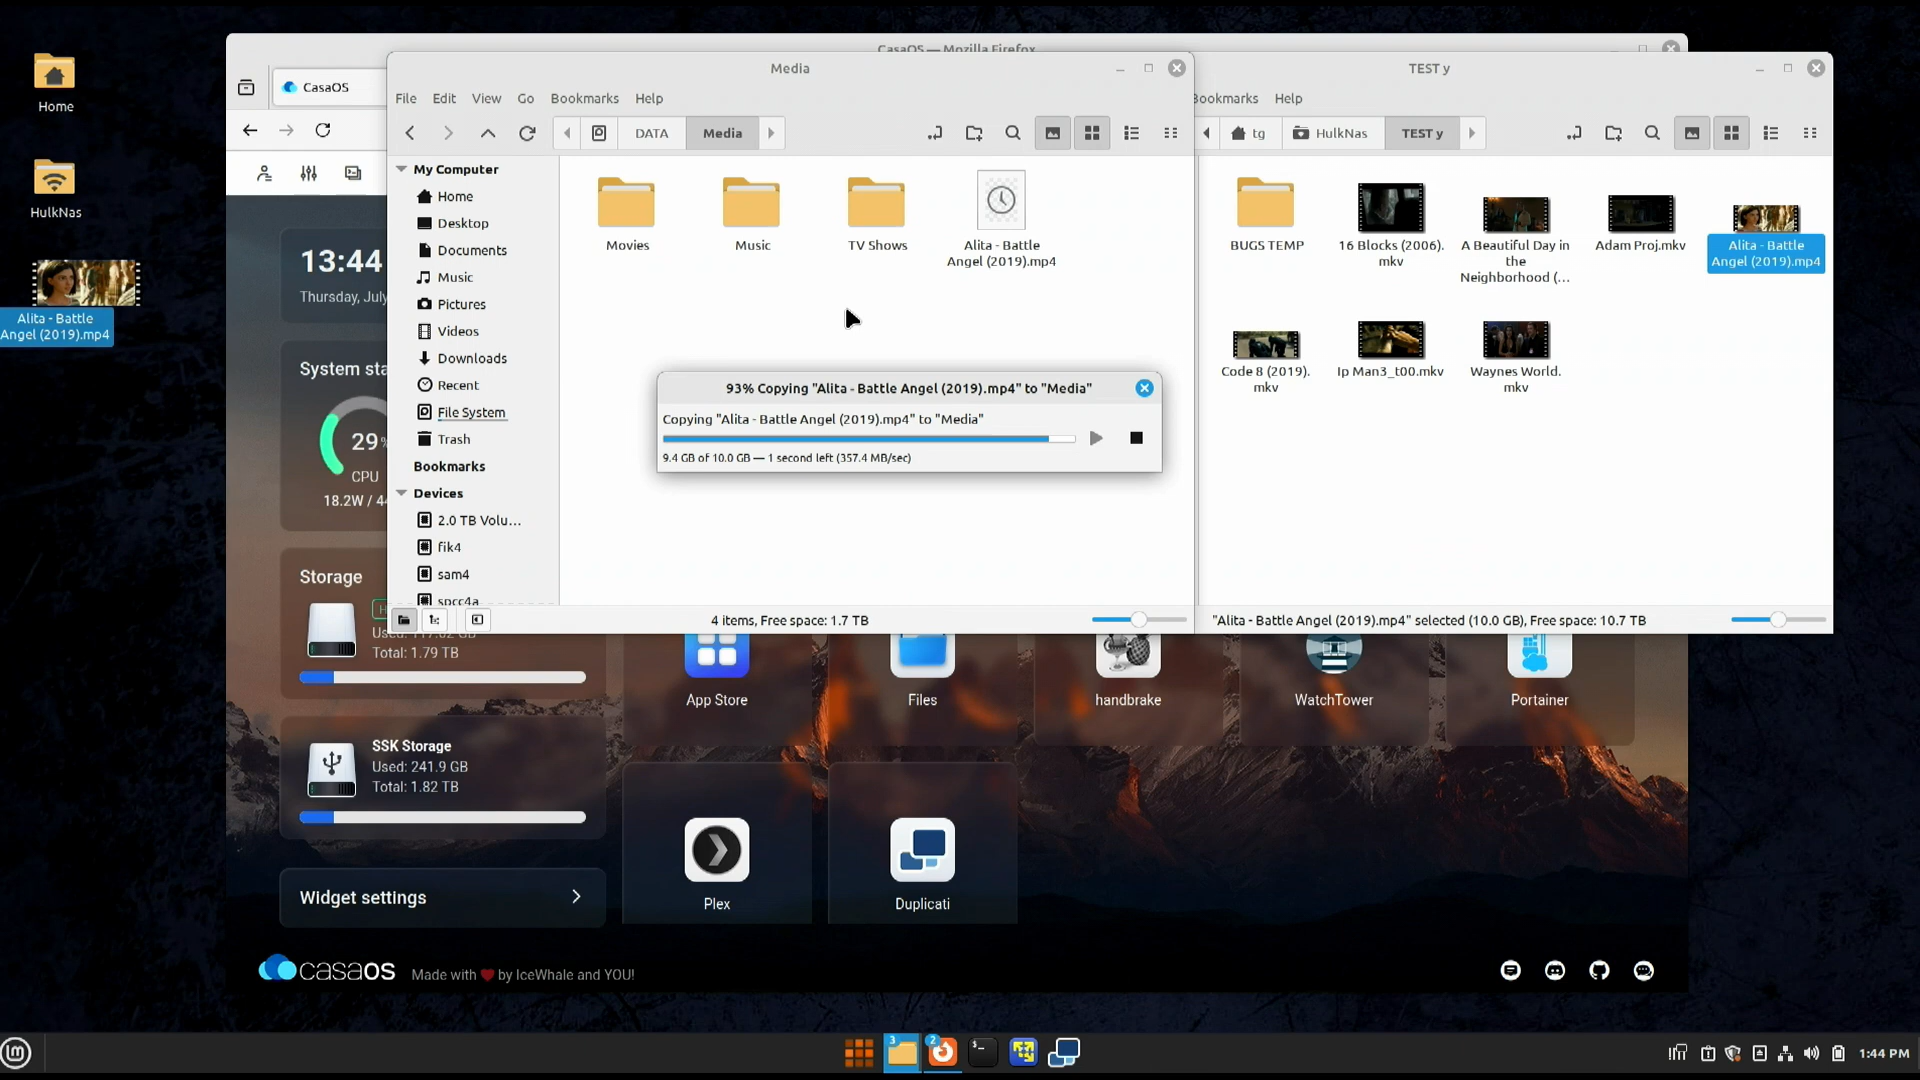 Home
HulkNas
Alita - Battle
Angel (2019).mp4
CasaOS — Mozilla Firefox
CasaOS
13:44
Thursday, July
System sta
29%
CPU
18.2W / 44
Storage
Total: 1.79 TB
SSK Storage
Used: 241.9 GB
Total: 1.82 TB
Widget settings
casaos
Made with ❤ by IceWhale and YOU!
Media
File
Edit
View
Go
Bookmarks
Help
DATA
Media
My Computer
Home
Desktop
Documents
Music
Pictures
Videos
Downloads
Recent
File System
Trash
Bookmarks
Devices
2.0 TB Volu...
fik4
sam4
spcc4a
Movies
Music
TV Shows
Alita - Battle
Angel (2019).mp4
4 items, Free space: 1.7 TB
93% Copying "Alita - Battle Angel (2019).mp4" to "Media"
Copying "Alita - Battle Angel (2019).mp4" to "Media"
9.4 GB of 10.0 GB — 1 second left (357.4 MB/sec)
TEST y
Bookmarks
Help
tg
HulkNas
TEST y
BUGS TEMP
16 Blocks (2006).
mkv
A Beautiful Day in
the
Neighborhood (...
Adam Proj.mkv
Alita - Battle
Angel (2019).mp4
Code 8 (2019).
mkv
Ip Man3_t00.mkv
Waynes World.
mkv
"Alita - Battle Angel (2019).mp4" selected (10.0 GB), Free space: 10.7 TB
App Store
Files
handbrake
WatchTower
Portainer
Plex
Duplicati
3
2
1:44 PM